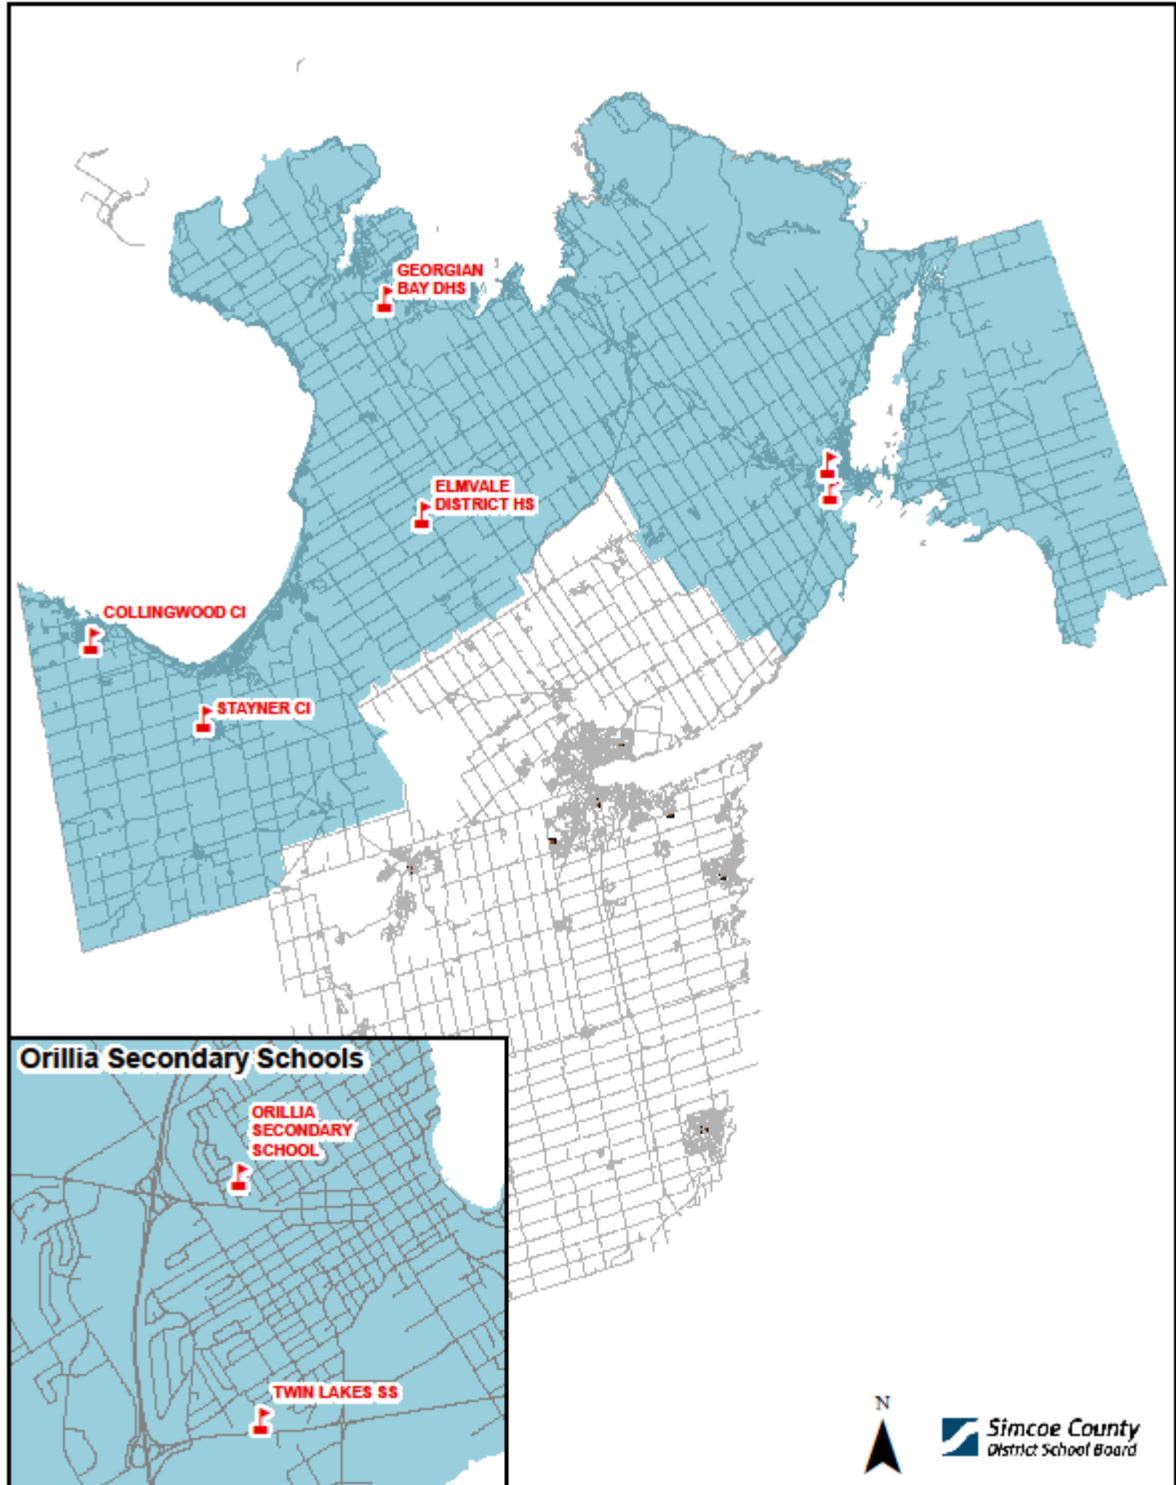 GEORGIAN
BAY DHS
ELMVALE
DISTRICT HS
COLLINGWOOD CI
STAYNER CI
Orillia Secondary Schools
ORILLIA
SECONDARY
SCHOOL
TWIN LAKES SS
N
Simcoe County
District School Board